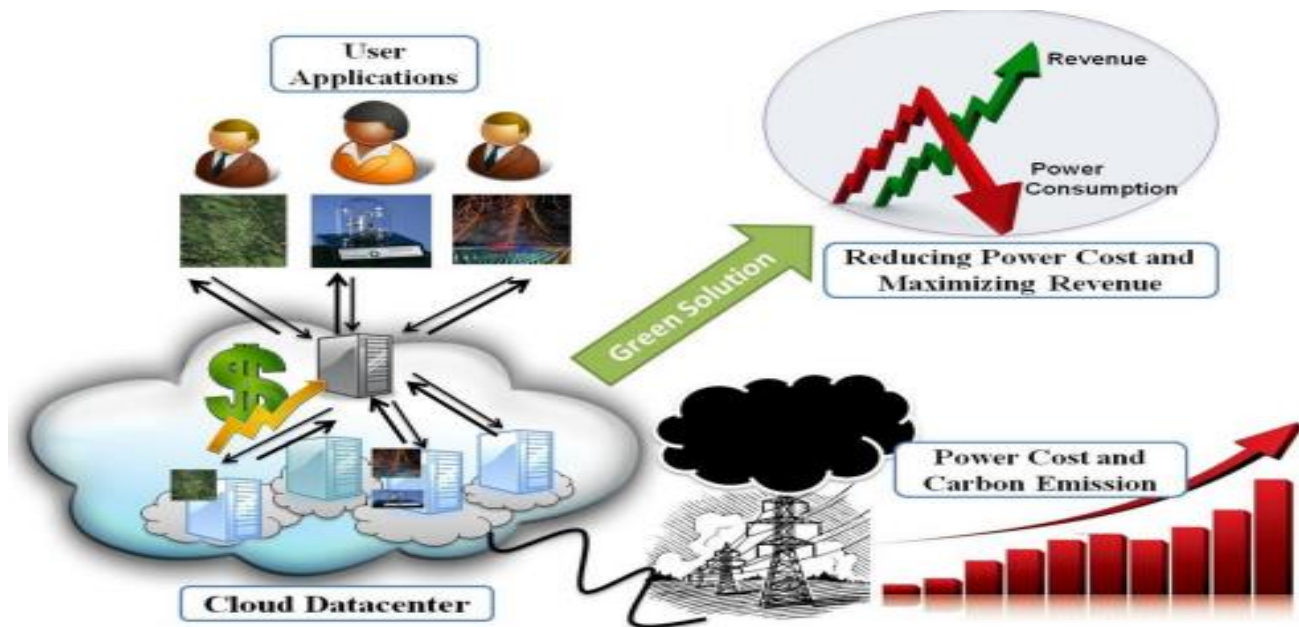 User
Applications
Revenue
Power
Consumption
Reducing Power Cost and
Maximizing Revenue
Green Solution
$
Power Cost and
Carbon Emission
Cloud Datacenter